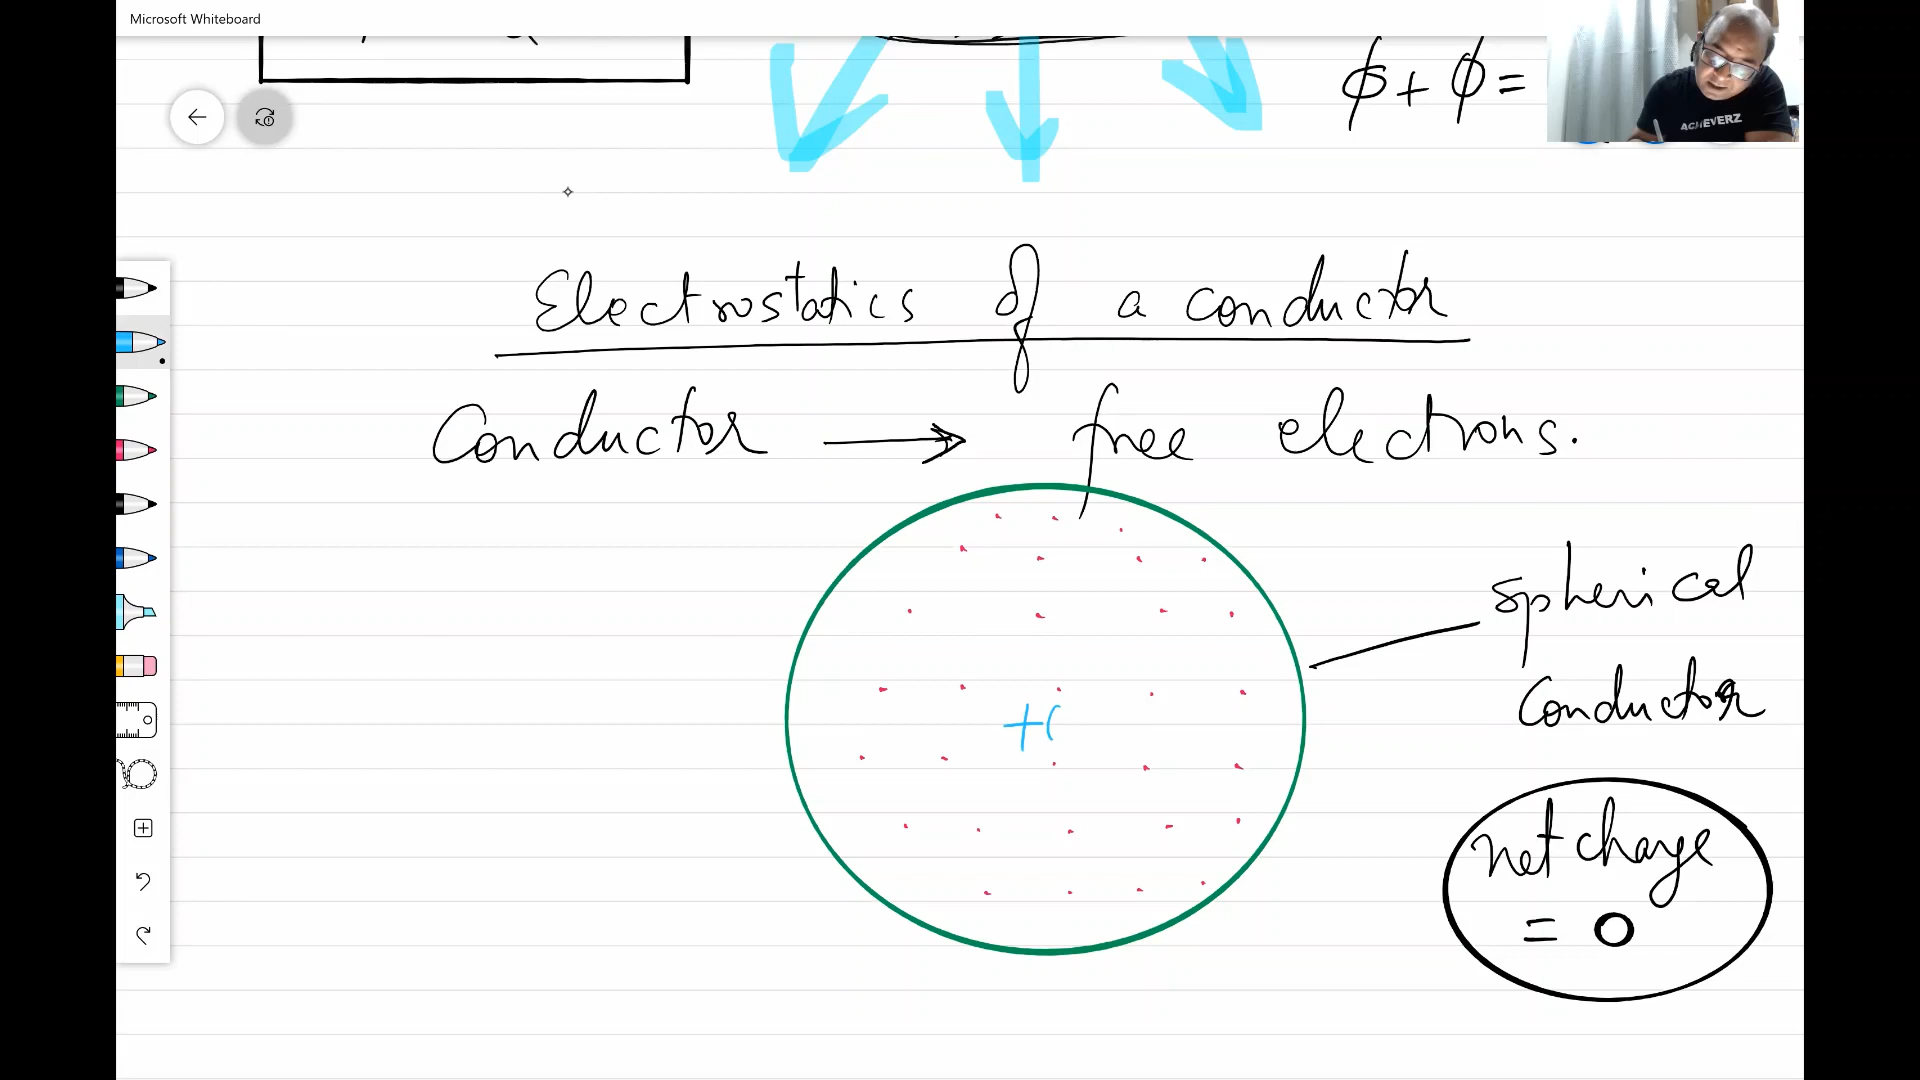 Microsoft Whiteboard
ϕ + ϕ =
ACHIEVERZ
Electrostatics of a conductor
Conductor → free electrons.
spherical
Conductor
+(
net charge
= 0